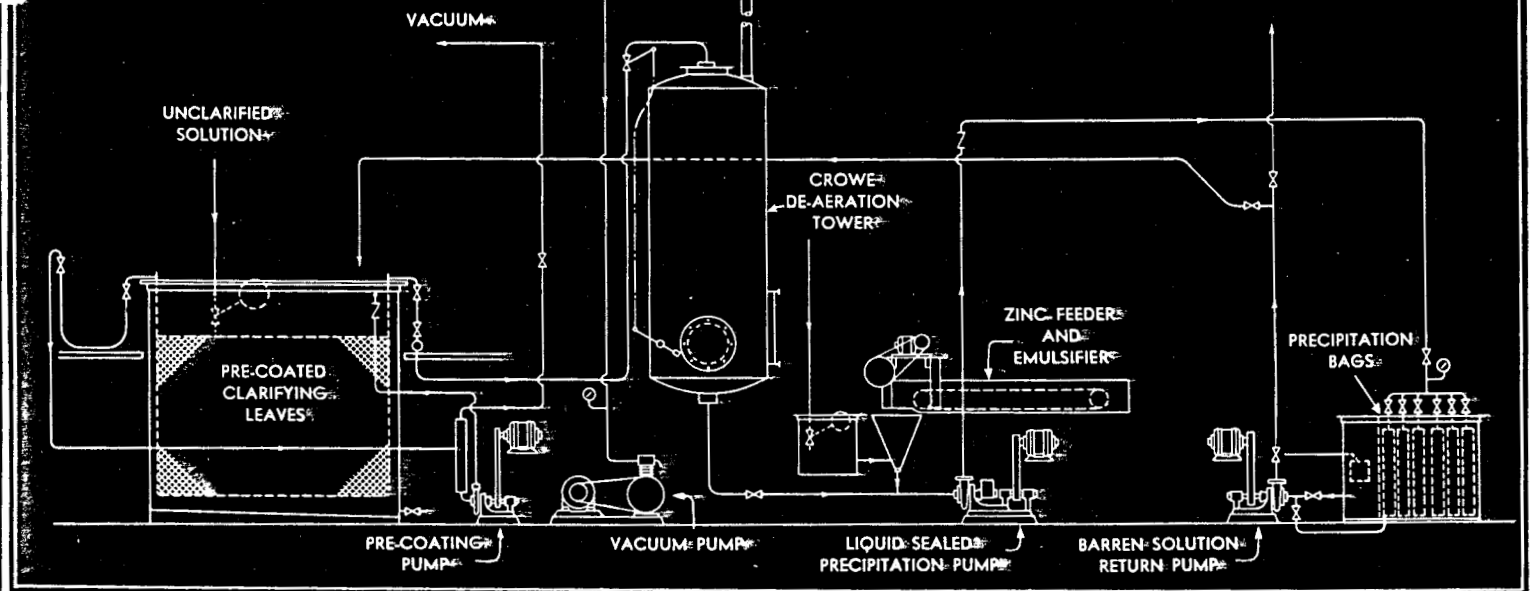 VACUUM
UNCLARIFIED
SOLUTION
CROWE
DE-AERATION
TOWER
ZINC FEEDER
AND
EMULSIFIER
PRECIPITATION
BAGS
PRE-COATED
CLARIFYING
LEAVES
PRE-COATING
PUMP
VACUUM PUMP
LIQUID SEALED
PRECIPITATION PUMP
BARREN SOLUTION
RETURN PUMP